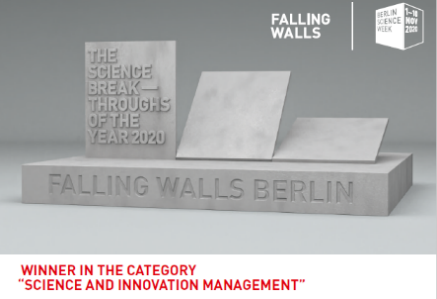 FALLING
WALLS
BERLIN
SCIENCE
WEEK
1–10
NOV
2020
THE
SCIENCE
BREAK—
THROUGHS
OF THE
YEAR 2020
FALLING WALLS BERLIN
WINNER IN THE CATEGORY
"SCIENCE AND INNOVATION MANAGEMENT"